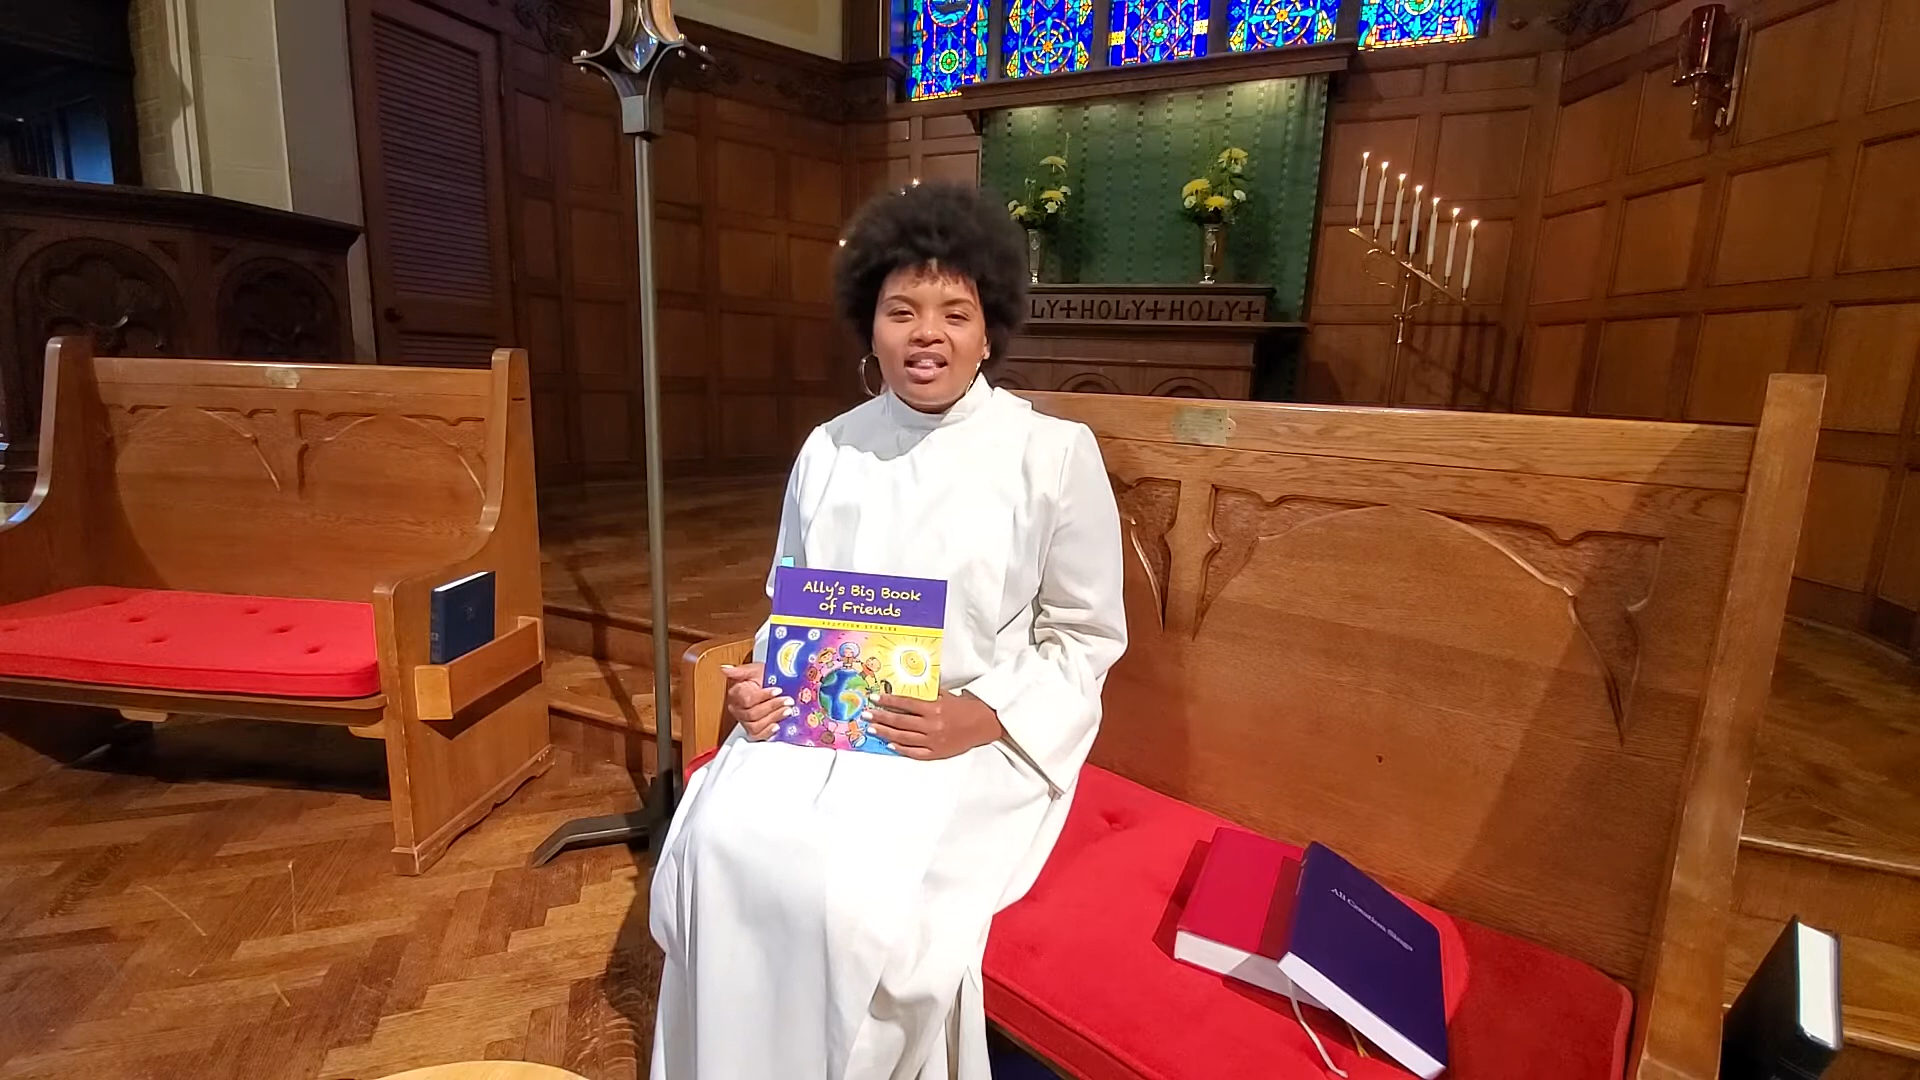 LY+HOLY+HOLY+
Ally's Big Book
of Friends
ADOPTION STORIES
All Creation Sings